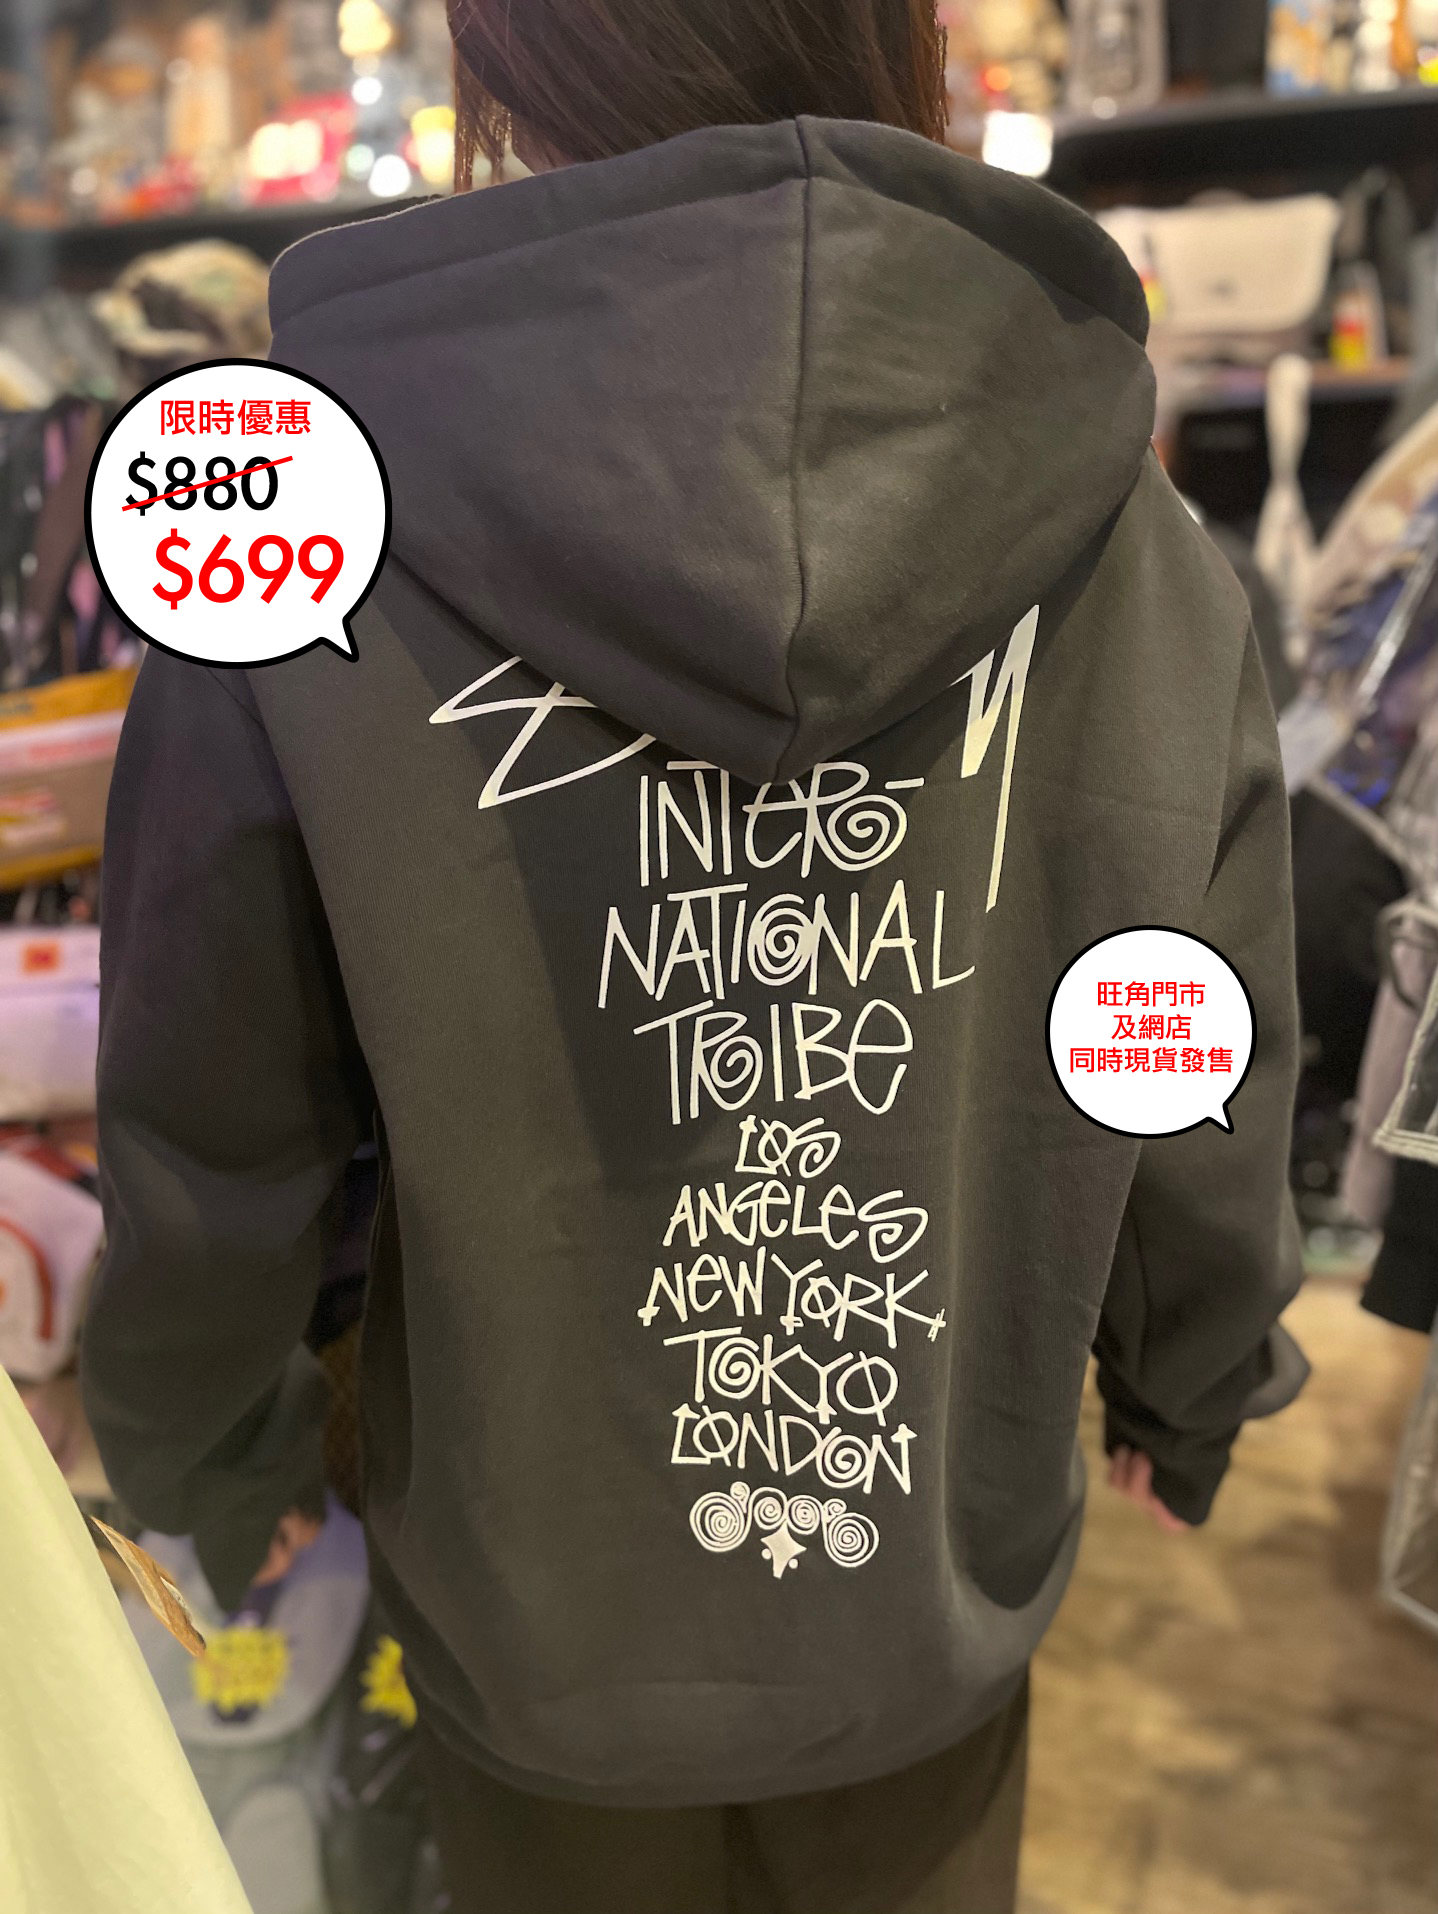 限時優惠
$880
$699
INTER-
NATIONAL
TRIBE
LOS
ANGELES
NEW YORK
TOKYO
LONDON
旺角門市
及網店
同時現貨發售